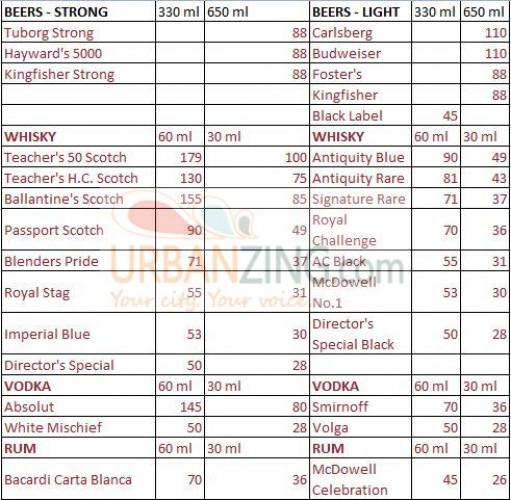 BEERS - STRONG 330 ml 650 ml BEERS - LIGHT 330 ml 650 ml
Tuborg Strong 88 Carlsberg 110
Hayward's 5000 88 Budweiser 110
Kingfisher Strong 88 Foster's 88
Kingfisher 88
Black Label 45
WHISKY 60 ml 30 ml WHISKY 60 ml 30 ml
Teacher's 50 Scotch 179 100 Antiquity Blue 90 49
Teacher's H.C. Scotch 130 75 Antiquity Rare 81 43
Ballantine's Scotch 155 85 Signature Rare 71 37
Passport Scotch 90 49 Royal Challenge 70 36
Blenders Pride 71 37 AC Black 55 31
Royal Stag 55 31 McDowell No.1 53 30
Imperial Blue 53 30 Director's Special Black 50 28
Director's Special 50 28
VODKA 60 ml 30 ml VODKA 60 ml 30 ml
Absolut 145 80 Smirnoff 70 36
White Mischief 50 28 Volga 50 28
RUM 60 ml 30 ml RUM 60 ml 30 ml
Bacardi Carta Blanca 70 36 McDowell Celebration 45 26
URBANZING.com
Your city. Your voice.